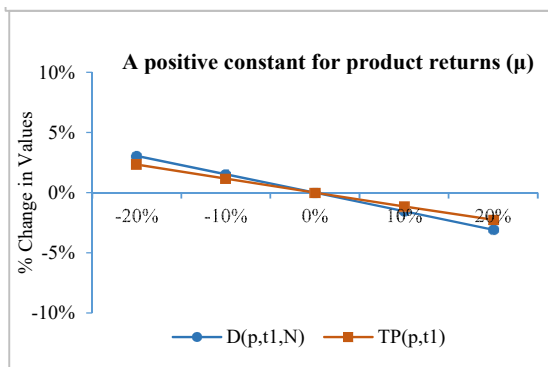 A positive constant for product returns (μ)
10%
5%
0%
-5%
-10%
% Change in Values
-20% -10% 0% 10% 20%
D(p,t1,N) TP(p,t1)